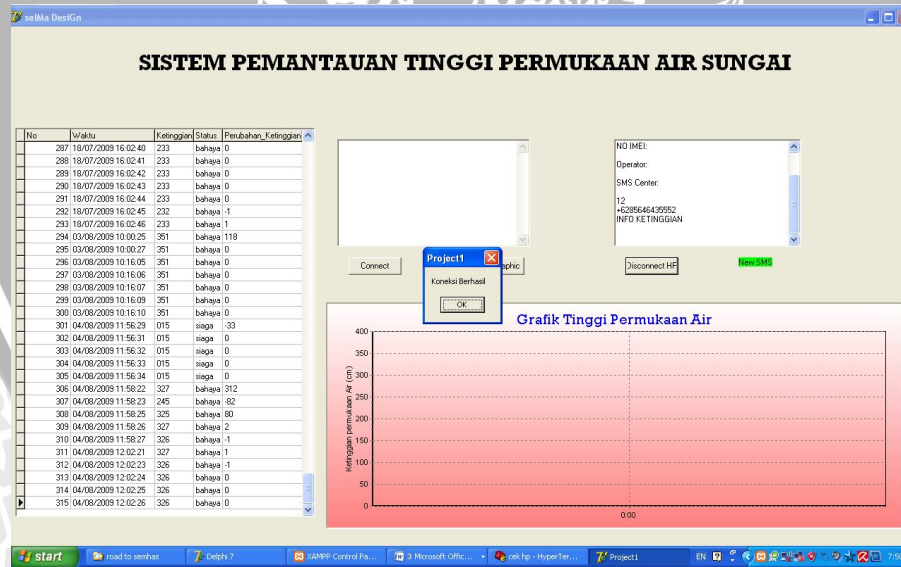 selMa DesiGn
SISTEM PEMANTAUAN TINGGI PERMUKAAN AIR SUNGAI
No Waktu Ketinggian Status Perubahan_Ketinggian
287 18/07/2009 16:02:40 233 bahaya 0
288 18/07/2009 16:02:41 233 bahaya 0
289 18/07/2009 16:02:42 233 bahaya 0
290 18/07/2009 16:02:43 233 bahaya 0
291 18/07/2009 16:02:44 233 bahaya 0
292 18/07/2009 16:02:45 232 bahaya -1
293 18/07/2009 16:02:46 233 bahaya 1
294 03/08/2009 10:00:25 351 bahaya 118
295 03/08/2009 10:00:27 351 bahaya 0
296 03/08/2009 10:16:05 351 bahaya 0
297 03/08/2009 10:16:06 351 bahaya 0
298 03/08/2009 10:16:07 351 bahaya 0
299 03/08/2009 10:16:09 351 bahaya 0
300 03/08/2009 10:16:10 351 bahaya 0
301 04/08/2009 11:56:29 015 siaga -33
302 04/08/2009 11:56:31 015 siaga 0
303 04/08/2009 11:56:32 015 siaga 0
304 04/08/2009 11:56:33 015 siaga 0
305 04/08/2009 11:56:34 015 siaga 0
306 04/08/2009 11:58:22 327 bahaya 312
307 04/08/2009 11:58:23 245 bahaya -82
308 04/08/2009 11:58:25 325 bahaya 80
309 04/08/2009 11:58:26 327 bahaya 2
310 04/08/2009 11:58:27 326 bahaya -1
311 04/08/2009 12:02:21 327 bahaya 1
312 04/08/2009 12:02:23 326 bahaya -1
313 04/08/2009 12:02:24 326 bahaya 0
314 04/08/2009 12:02:25 326 bahaya 0
315 04/08/2009 12:02:26 326 bahaya 0
NO IMEI:
Operator:
SMS Center:
12
+6285646435552
INFO KETINGGIAN
Connect
Project1
Koneksi Berhasil
OK
aphic
Disconnect HP
New SMS
Grafik Tinggi Permukaan Air
Ketinggian permukaan Air (cm)
400
350
300
250
200
150
100
50
0
0:00
start
road to semhas
Delphi 7
XAMPP Control Pa...
3 Microsoft Offic...
cek hp - HyperTer...
Project1
EN